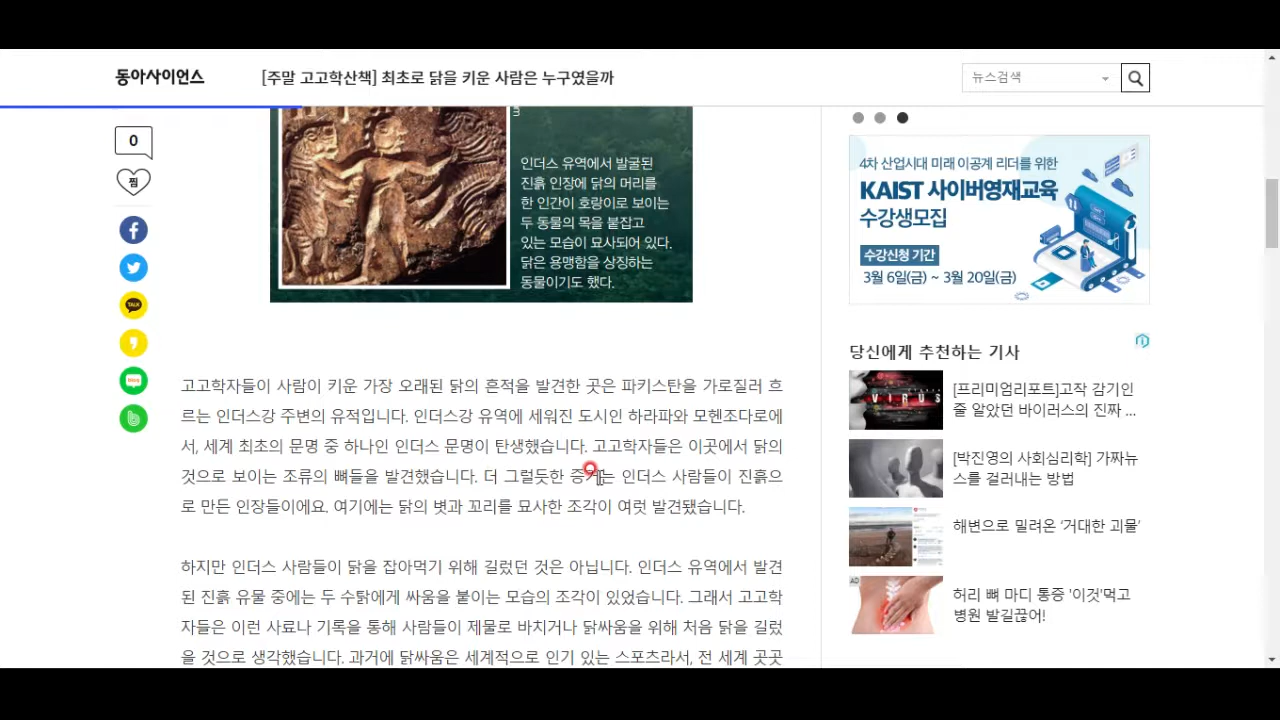 동아사이언스
[주말 고고학산책] 최초로 닭을 키운 사람은 누구였을까
뉴스검색
0
찜
TALK
blog
인더스 유역에서 발굴된
진흙 인장에 닭의 머리를
한 인간이 호랑이로 보이는
두 동물의 목을 붙잡고
있는 모습이 묘사되어 있다.
닭은 용맹함을 상징하는
동물이기도 했다.
고고학자들이 사람이 키운 가장 오래된 닭의 흔적을 발견한 곳은 파키스탄을 가로질러 흐
르는 인더스강 주변의 유적입니다. 인더스강 유역에 세워진 도시인 하라파와 모헨조다로에
서, 세계 최초의 문명 중 하나인 인더스 문명이 탄생했습니다. 고고학자들은 이곳에서 닭의
것으로 보이는 조류의 뼈들을 발견했습니다. 더 그럴듯한 증거는 인더스 사람들이 진흙으
로 만든 인장들이에요. 여기에는 닭의 볏과 꼬리를 묘사한 조각이 여럿 발견됐습니다.
하지만 인더스 사람들이 닭을 잡아먹기 위해 길렀던 것은 아닙니다. 인더스 유역에서 발견
된 진흙 유물 중에는 두 수탉에게 싸움을 붙이는 모습의 조각이 있었습니다. 그래서 고고학
자들은 이런 사료나 기록을 통해 사람들이 제물로 바치거나 닭싸움을 위해 처음 닭을 길렀
을 것으로 생각했습니다. 과거에 닭싸움은 세계적으로 인기 있는 스포츠라서, 전 세계 곳곳
4차 산업시대 미래 이공계 리더를 위한
KAIST 사이버영재교육
수강생모집
수강신청 기간
3월 6일(금) ~ 3월 20일(금)
당신에게 추천하는 기사
VIRUS
[프리미엄리포트]고작 감기인
줄 알았던 바이러스의 진짜 ...
[박진영의 사회심리학] 가짜뉴
스를 걸러내는 방법
해변으로 밀려온 ‘거대한 괴물’
AD
허리 뼈 마디 통증 '이것'먹고
병원 발길끊어!